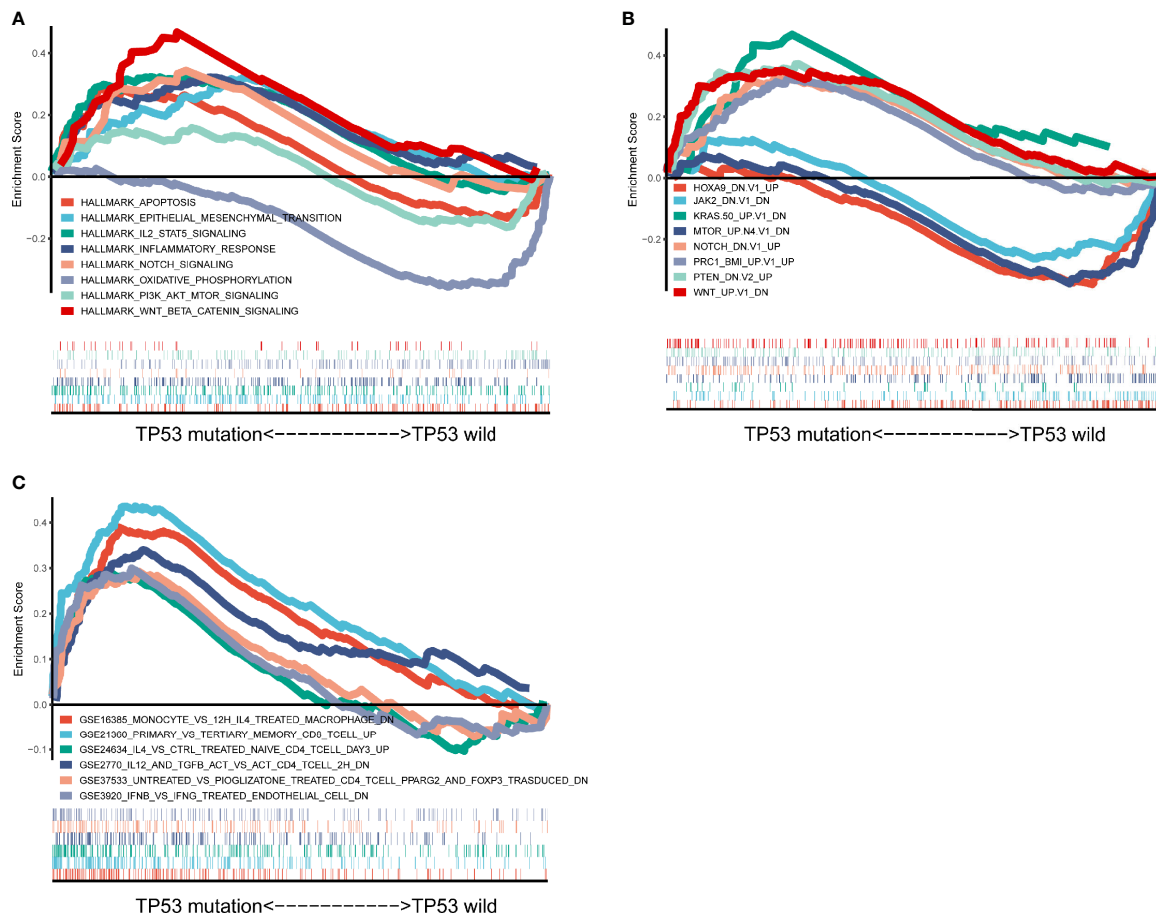 A
Enrichment Score
0.4
0.2
0.0
−0.2
HALLMARK_APOPTOSIS
HALLMARK_EPITHELIAL_MESENCHYMAL_TRANSITION
HALLMARK_IL2_STAT5_SIGNALING
HALLMARK_INFLAMMATORY_RESPONSE
HALLMARK_NOTCH_SIGNALING
HALLMARK_OXIDATIVE_PHOSPHORYLATION
HALLMARK_PI3K_AKT_MTOR_SIGNALING
HALLMARK_WNT_BETA_CATENIN_SIGNALING
TP53 mutation<------------>TP53 wild
B
Enrichment Score
0.4
0.2
0.0
−0.2
HOXA9_DN.V1_UP
JAK2_DN.V1_DN
KRAS.50_UP.V1_DN
MTOR_UP.N4.V1_DN
NOTCH_DN.V1_UP
PRC1_BMI_UP.V1_UP
PTEN_DN.V2_UP
WNT_UP.V1_DN
TP53 mutation<------------>TP53 wild
C
Enrichment Score
0.4
0.3
0.2
0.1
0.0
−0.1
GSE16385_MONOCYTE_VS_12H_IL4_TREATED_MACROPHAGE_DN
GSE21360_PRIMARY_VS_TERTIARY_MEMORY_CD8_TCELL_UP
GSE24634_IL4_VS_CTRL_TREATED_NAIVE_CD4_TCELL_DAY3_UP
GSE2770_IL12_AND_TGFB_ACT_VS_ACT_CD4_TCELL_2H_DN
GSE37533_UNTREATED_VS_PIOGLIZATONE_TREATED_CD4_TCELL_PPARG2_AND_FOXP3_TRASDUCED_DN
GSE3920_IFNB_VS_IFNG_TREATED_ENDOTHELIAL_CELL_DN
TP53 mutation<------------>TP53 wild